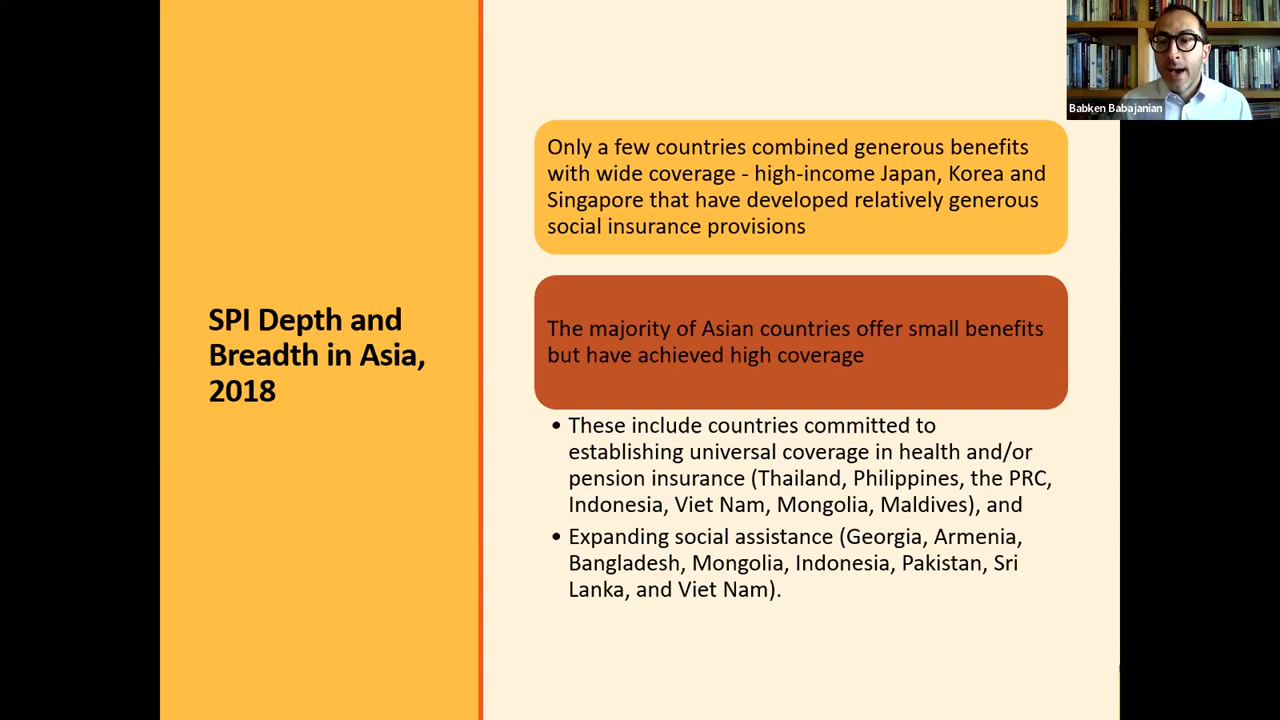 Babken Babajanian
Only a few countries combined generous benefits
with wide coverage - high-income Japan, Korea and
Singapore that have developed relatively generous
social insurance provisions
SPI Depth and
Breadth in Asia,
2018
The majority of Asian countries offer small benefits
but have achieved high coverage
• These include countries committed to
establishing universal coverage in health and/or
pension insurance (Thailand, Philippines, the PRC,
Indonesia, Viet Nam, Mongolia, Maldives), and
• Expanding social assistance (Georgia, Armenia,
Bangladesh, Mongolia, Indonesia, Pakistan, Sri
Lanka, and Viet Nam).